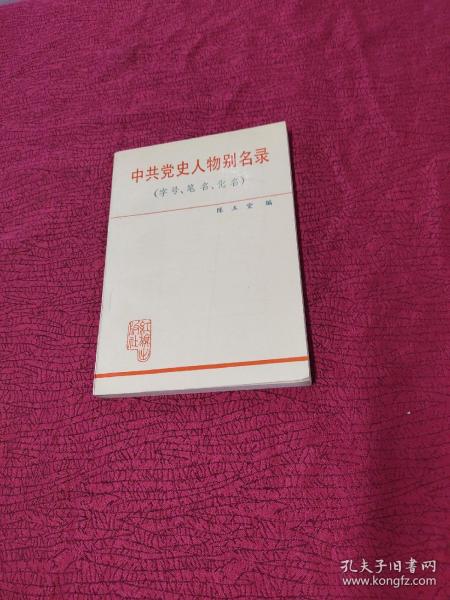 中共党史人物别名录
(字号、笔名、化名)
陈玉堂 编
红旗出版社
孔夫子旧书网
www.kongfz.com